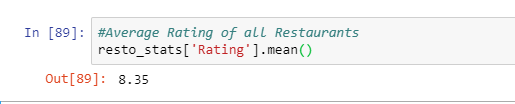 In [89]: #Average Rating of all Restaurants
resto_stats['Rating'].mean()
Out[89]: 8.35